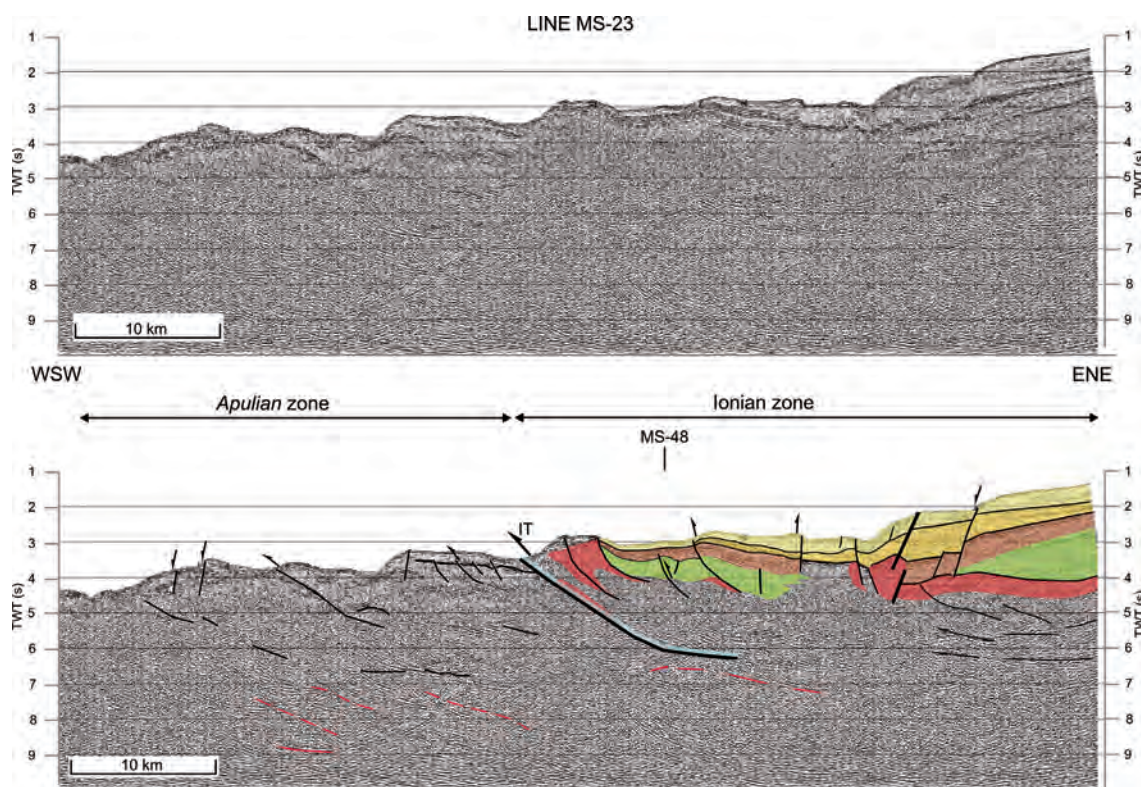 LINE MS-23
1 1
2 2
3 3
4 4
TWT (s) TWT (s)
5 5
6 6
7 7
8 8
9 9
10 km
WSW ENE
Apulian zone Ionian zone
MS-48
1 1
2 2
IT
3 3
4 4
TWT (s) TWT (s)
5 5
6 6
7 7
8 8
9 9
10 km